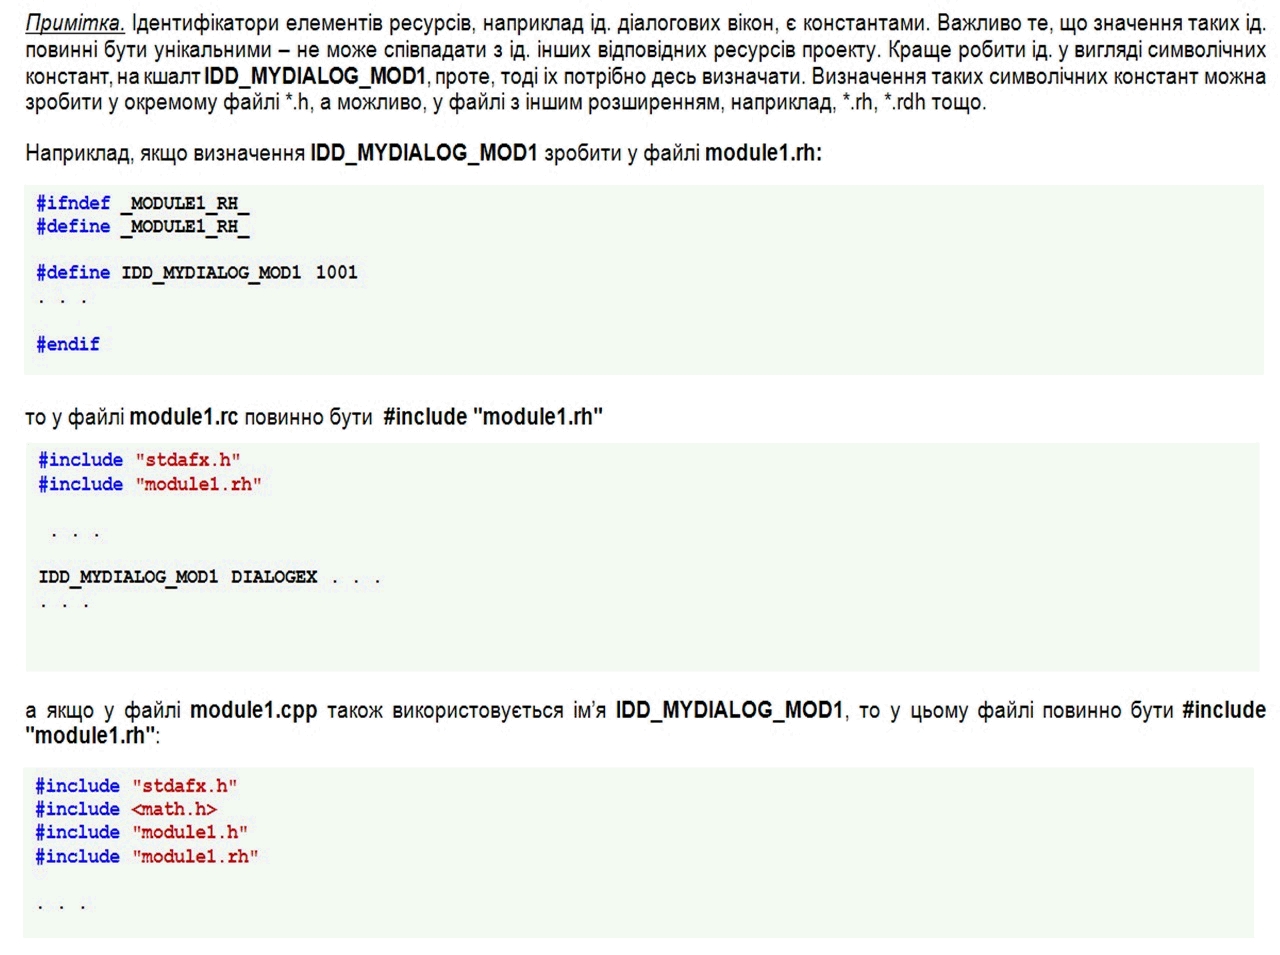 Примітка. Ідентифікатори елементів ресурсів, наприклад ід. діалогових вікон, є константами. Важливо те, що значення таких ід.
повинні бути унікальними – не може співпадати з ід. інших відповідних ресурсів проекту. Краще робити ід. у вигляді символічних
констант, на кшалт IDD_MYDIALOG_MOD1, проте, тоді їх потрібно десь визначати. Визначення таких символічних констант можна
зробити у окремому файлі *.h, а можливо, у файлі з іншим розширенням, наприклад, *.rh, *.rdh тощо.
Наприклад, якщо визначення IDD_MYDIALOG_MOD1 зробити у файлі module1.rh:
#ifndef _MODULE1_RH_
#define _MODULE1_RH_
#define IDD_MYDIALOG_MOD1 1001
. . .
#endif
то у файлі module1.rc повинно бути #include "module1.rh"
#include "stdafx.h"
#include "module1.rh"
. . .
IDD_MYDIALOG_MOD1 DIALOGEX . . .
. . .
а якщо у файлі module1.cpp також використовується ім’я IDD_MYDIALOG_MOD1, то у цьому файлі повинно бути #include
"module1.rh":
#include "stdafx.h"
#include <math.h>
#include "module1.h"
#include "module1.rh"
. . .